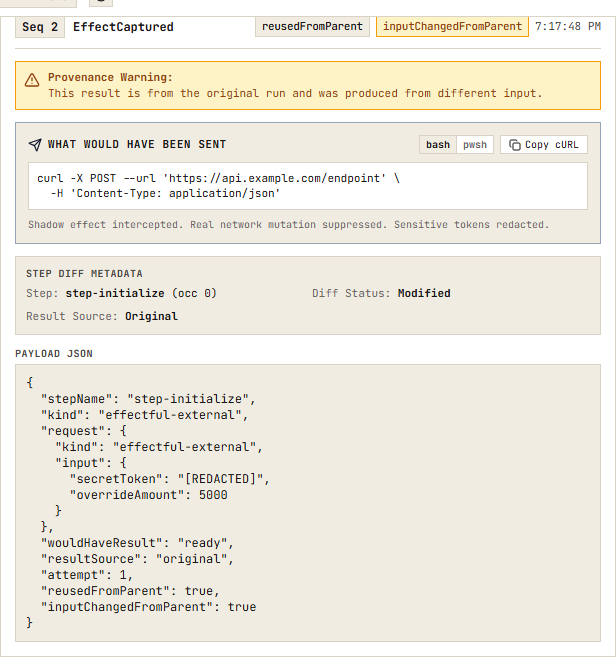 Seq 2 EffectCaptured reusedFromParent inputChangedFromParent 7:17:48 PM
Provenance Warning:
This result is from the original run and was produced from different input.
WHAT WOULD HAVE BEEN SENT bash pwsh Copy cURL
curl -X POST --url 'https://api.example.com/endpoint' \
  -H 'Content-Type: application/json'
Shadow effect intercepted. Real network mutation suppressed. Sensitive tokens redacted.
STEP DIFF METADATA
Step: step-initialize (occ 0) Diff Status: Modified
Result Source: Original
PAYLOAD JSON
{
  "stepName": "step-initialize",
  "kind": "effectful-external",
  "request": {
    "kind": "effectful-external",
    "input": {
      "secretToken": "[REDACTED]",
      "overrideAmount": 5000
    }
  },
  "wouldHaveResult": "ready",
  "resultSource": "original",
  "attempt": 1,
  "reusedFromParent": true,
  "inputChangedFromParent": true
}